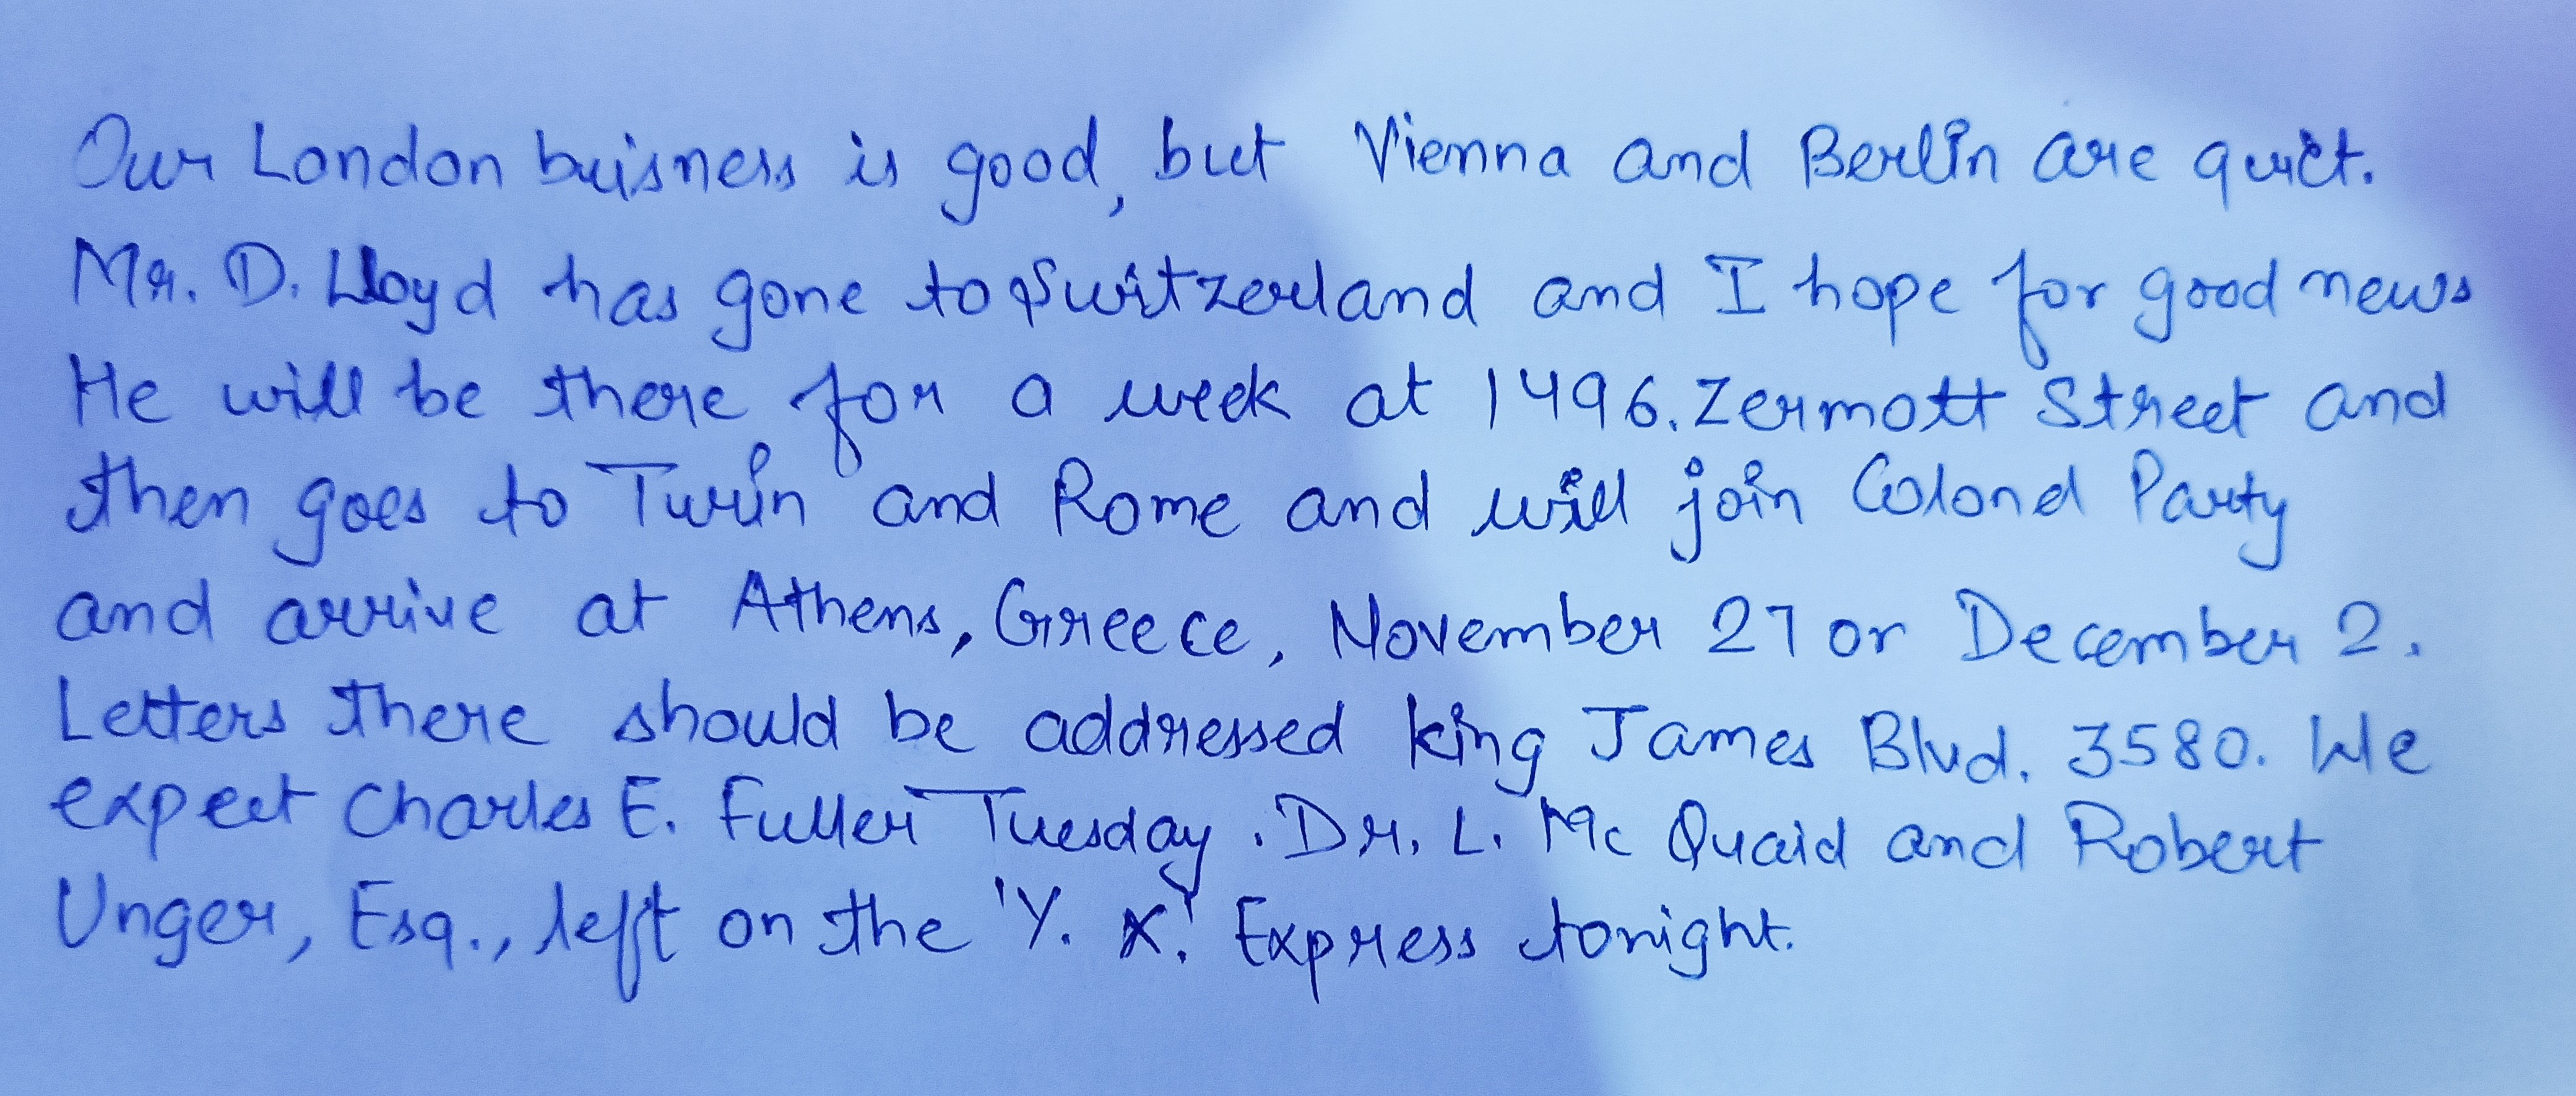 Our London buisness is good, but Vienna and Berlin are quiet.
Mr. D. Lloyd has gone to Switzerland and I hope for good news
He will be there for a week at 1496. Zermott Street and
then goes to Turin and Rome and will join Colonel Party
and arrive at Athens, Greece, November 27 or December 2.
Letters there should be addressed king James Blvd. 3580. We
expect Charles E. Fuller Tuesday. Dr. L. Mc Quaid and Robert
Unger, Esq., left on the 'Y. X.' Express tonight.